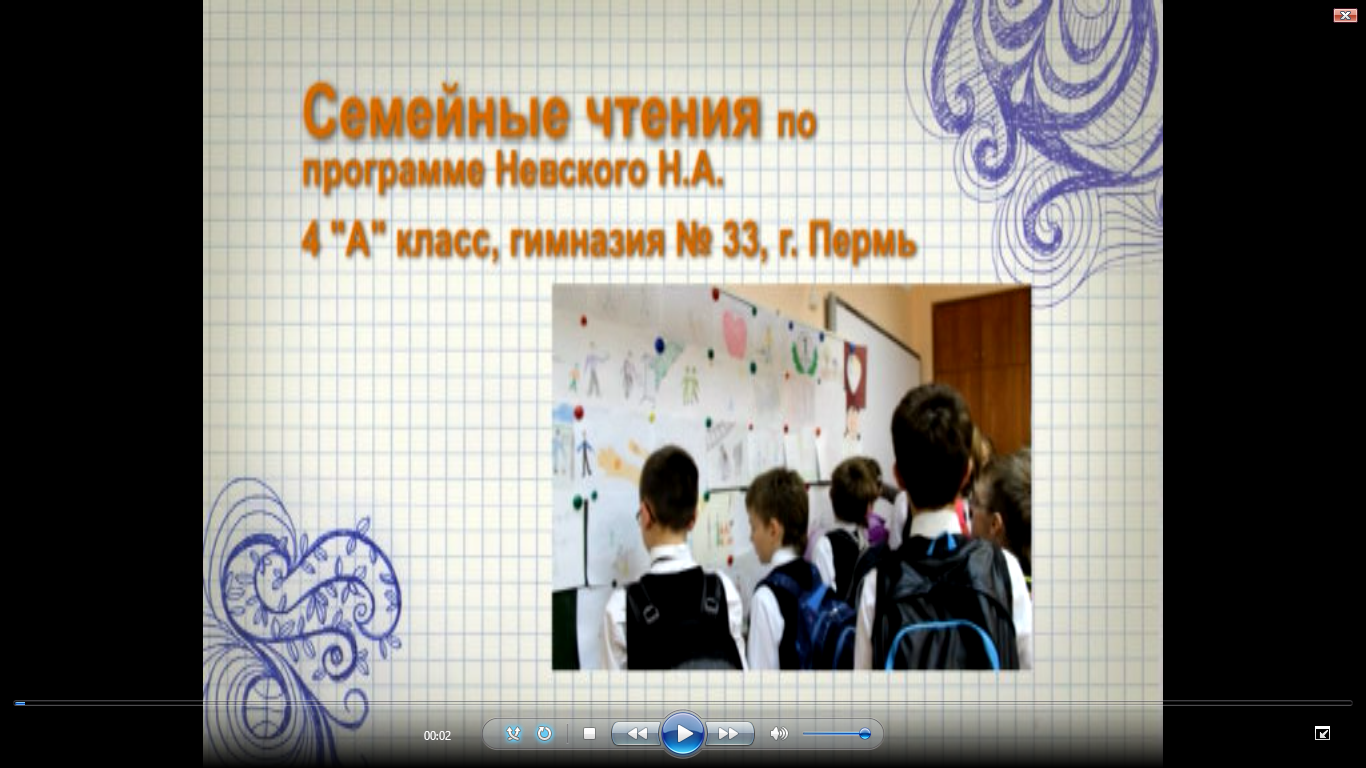 Семейные чтения по
программе Невского Н.А.
4 "А" класс, гимназия № 33, г. Пермь
00:02